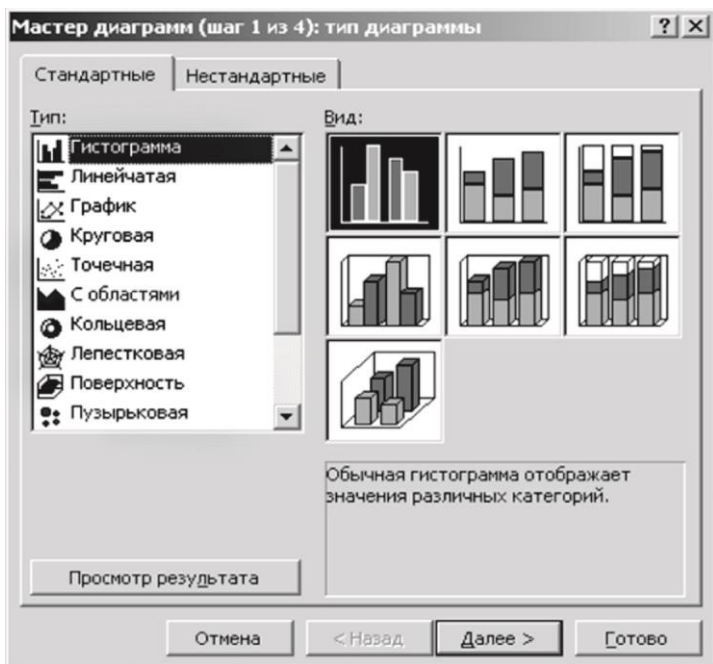 Мастер диаграмм (шаг 1 из 4): тип диаграммы
Стандартные Нестандартные
Тип:
Гистограмма
Линейчатая
График
Круговая
Точечная
С областями
Кольцевая
Лепестковая
Поверхность
Пузырьковая
Вид:
Обычная гистограмма отображает
значения различных категорий.
Просмотр результата
Отмена < Назад Далее > Готово